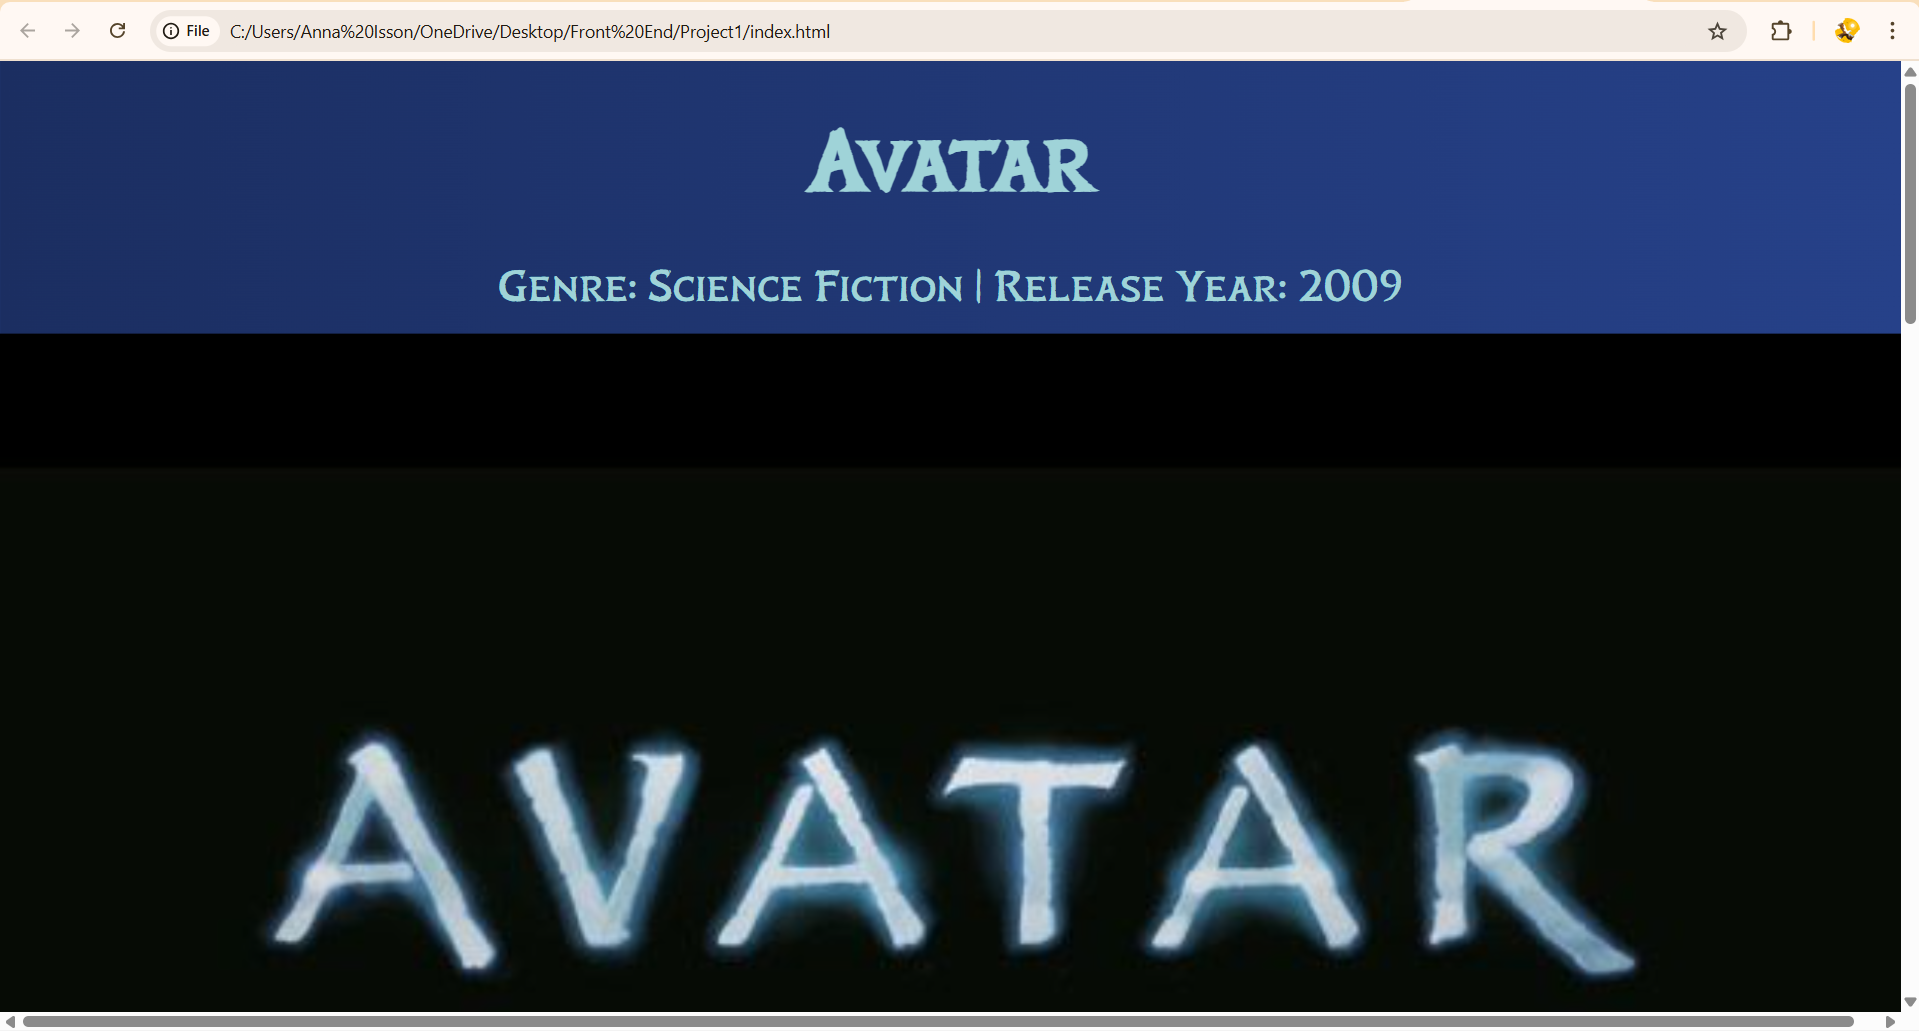 File
C:/Users/Anna%20Isson/OneDrive/Desktop/Front%20End/Project1/index.html
Avatar
Genre: Science Fiction | Release Year: 2009
AVATAR